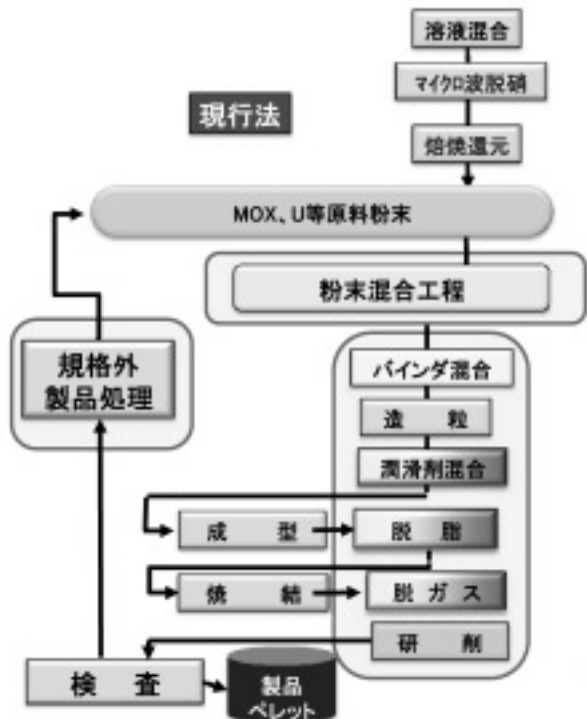 溶液混合
マイクロ波脱硝
現行法
焙焼還元
MOX、U等原料粉末
粉末混合工程
規格外
製品処理
バインダ混合
造 粒
潤滑剤混合
成 型
脱 脂
焼 結
脱 ガ ス
研 削
検 査
製品
ペレット